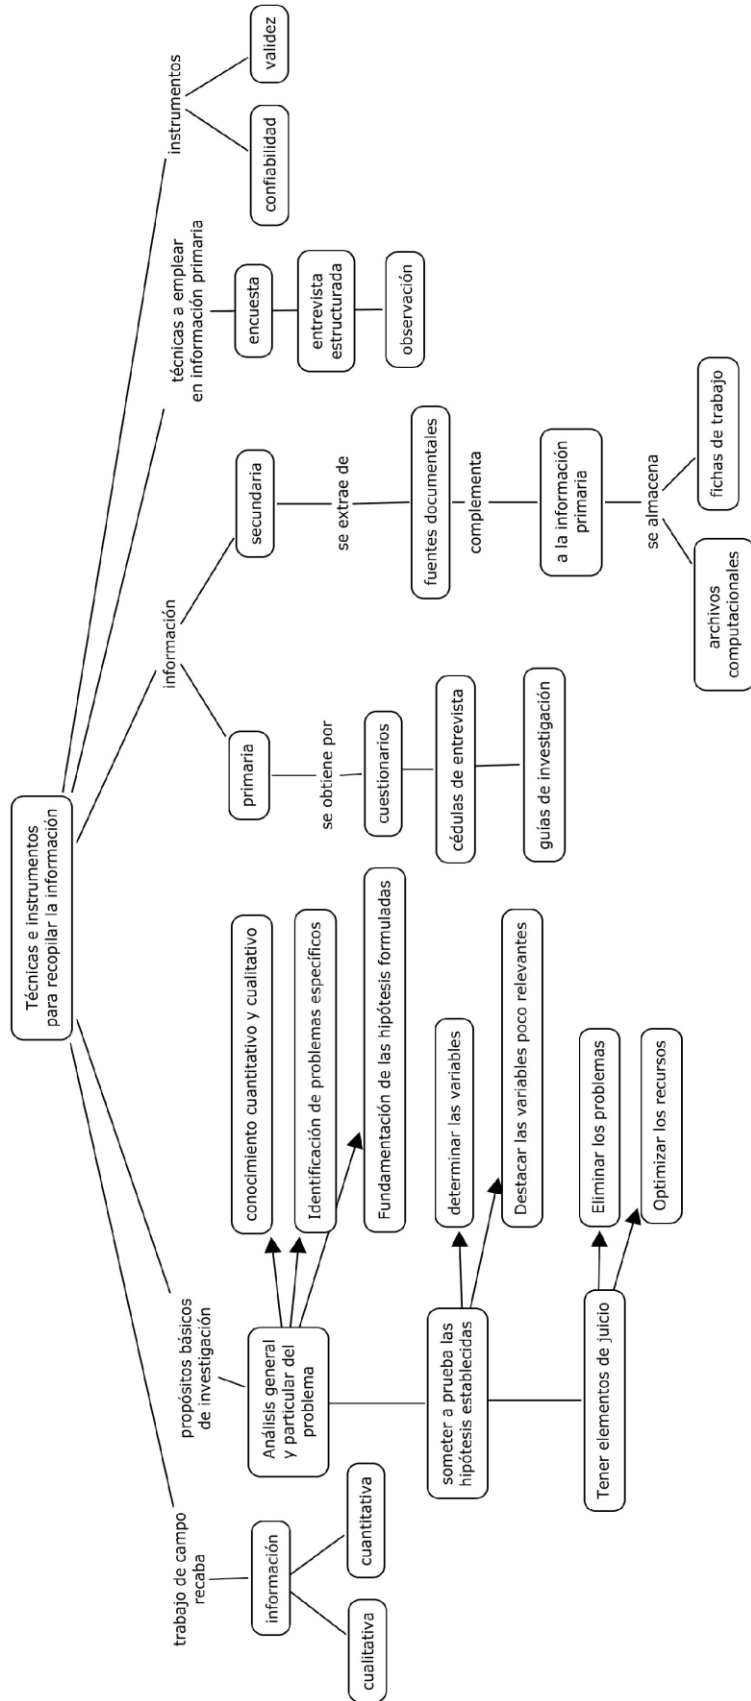 Técnicas e instrumentos
para recopilar la información
trabajo de campo
recaba
información
cualitativa
cuantitativa
propósitos básicos
de investigación
Análisis general
y particular del
problema
conocimiento cuantitativo y cualitativo
Identificación de problemas específicos
Fundamentación de las hipótesis formuladas
someter a prueba las
hipótesis establecidas
determinar las variables
Destacar las variables poco relevantes
Tener elementos de juicio
Eliminar los problemas
Optimizar los recursos
información
primaria
se obtiene por
cuestionarios
cédulas de entrevista
guías de investigación
secundaria
se extrae de
fuentes documentales
complementa
a la información
primaria
se almacena
archivos
computacionales
fichas de trabajo
técnicas a emplear
en información primaria
encuesta
entrevista
estructurada
observación
instrumentos
confiabilidad
validez